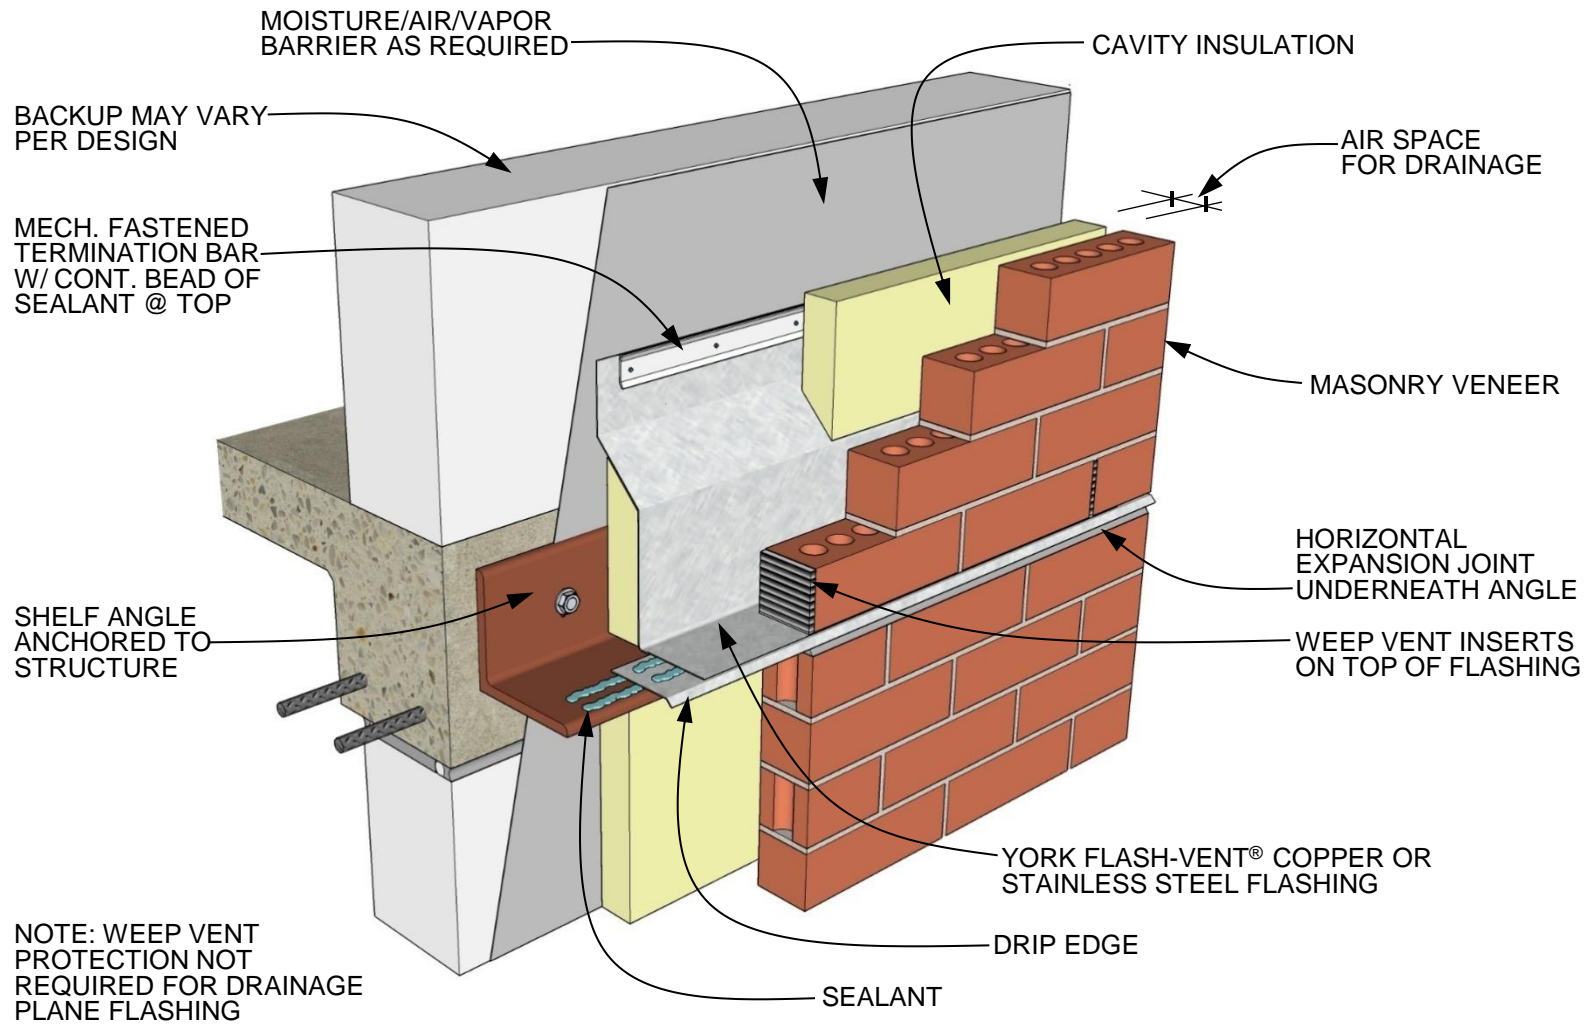 MOISTURE/AIR/VAPOR
BARRIER AS REQUIRED
CAVITY INSULATION
BACKUP MAY VARY
PER DESIGN
AIR SPACE
FOR DRAINAGE
MECH. FASTENED
TERMINATION BAR
W/ CONT. BEAD OF
SEALANT @ TOP
MASONRY VENEER
HORIZONTAL
EXPANSION JOINT
UNDERNEATH ANGLE
SHELF ANGLE
ANCHORED TO
STRUCTURE
WEEP VENT INSERTS
ON TOP OF FLASHING
YORK FLASH-VENT® COPPER OR
STAINLESS STEEL FLASHING
DRIP EDGE
SEALANT
NOTE: WEEP VENT
PROTECTION NOT
REQUIRED FOR DRAINAGE
PLANE FLASHING